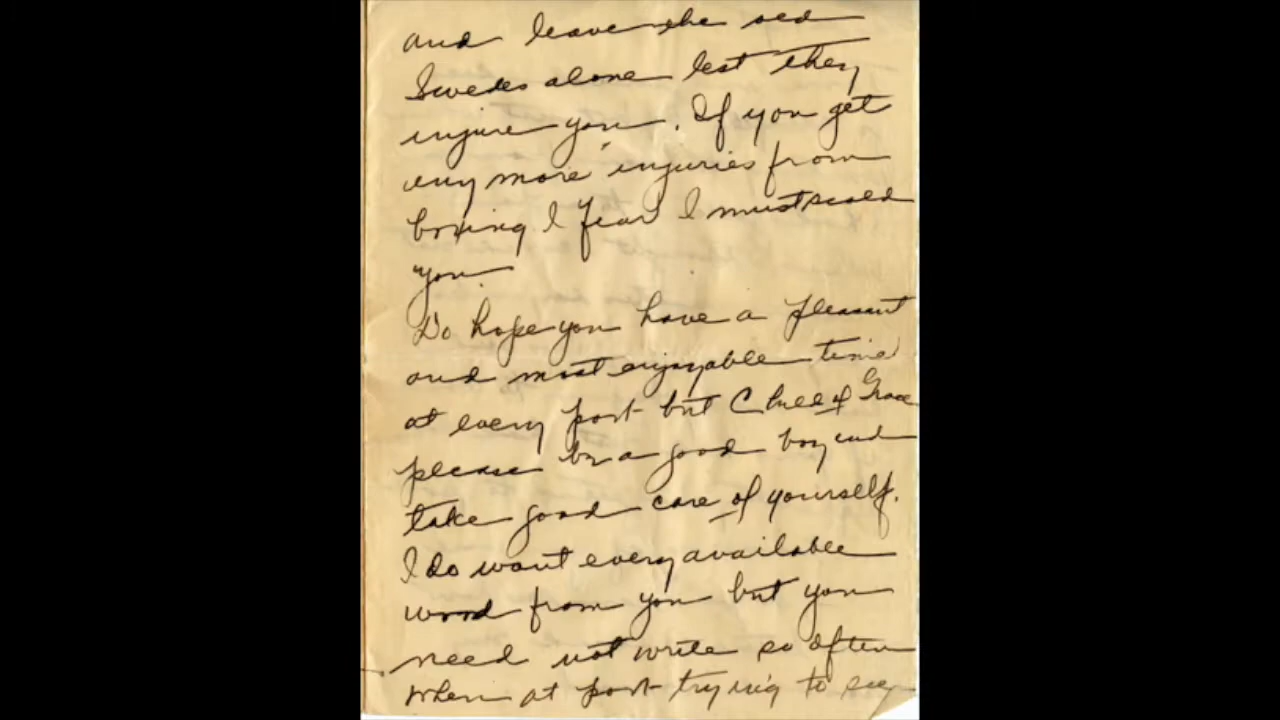 and leave the red
Swedes alone lest they
injure you. If you get
any more injuries from
boxing I fear I must scold
you.
Do hope you have a pleasant
and most enjoyable time
at every port but
please be a good boy and
take good care of yourself.
I do want every available
word from you but you
need not write so often
when at port trying to see